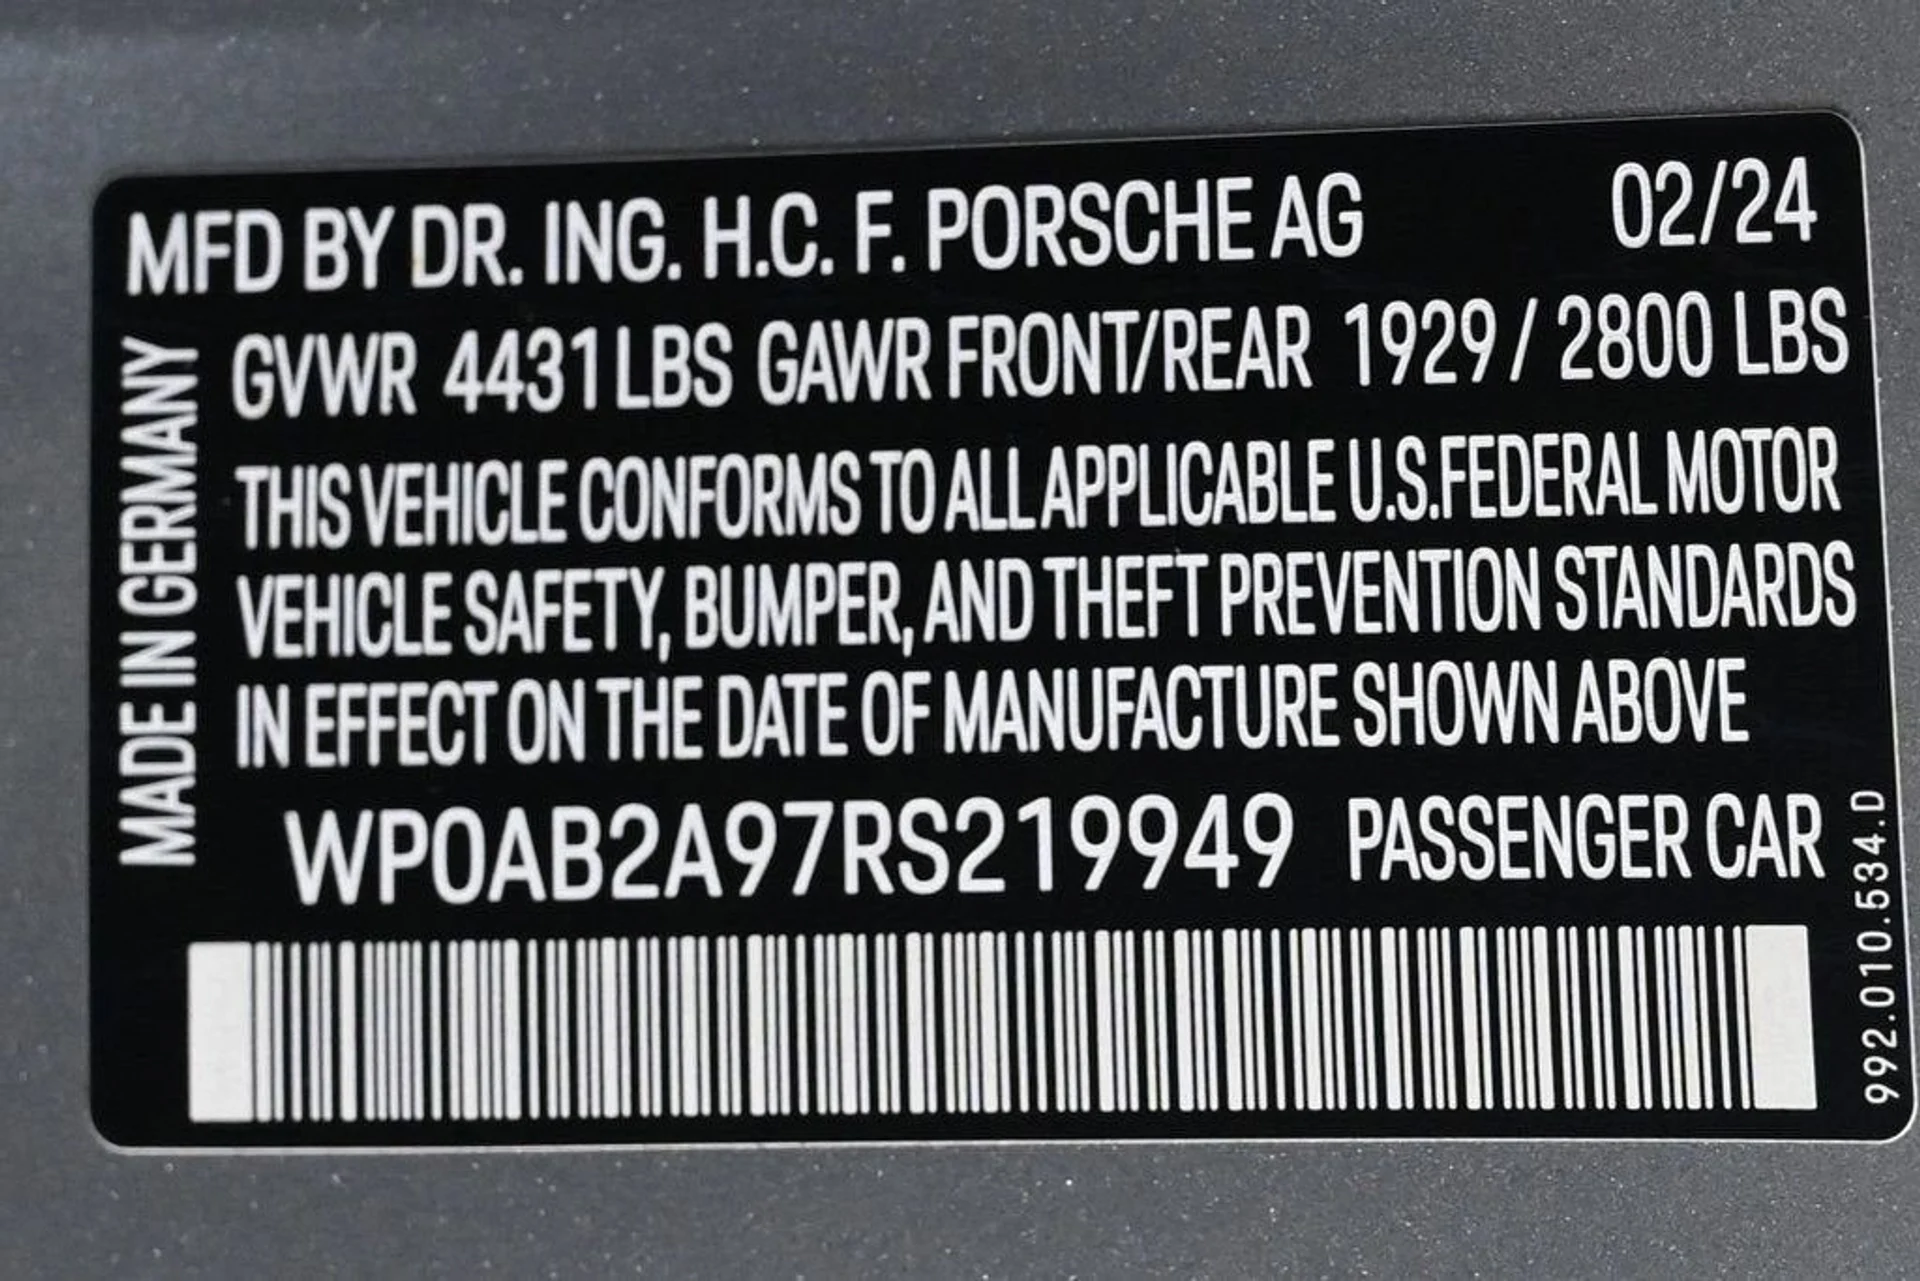 MFD BY DR. ING. H.C. F. PORSCHE AG 02/24
GVWR 4431 LBS GAWR FRONT/REAR 1929 / 2800 LBS
THIS VEHICLE CONFORMS TO ALL APPLICABLE U.S.FEDERAL MOTOR
VEHICLE SAFETY, BUMPER, AND THEFT PREVENTION STANDARDS
IN EFFECT ON THE DATE OF MANUFACTURE SHOWN ABOVE
WP0AB2A97RS219949 PASSENGER CAR
MADE IN GERMANY
992.010.534.D